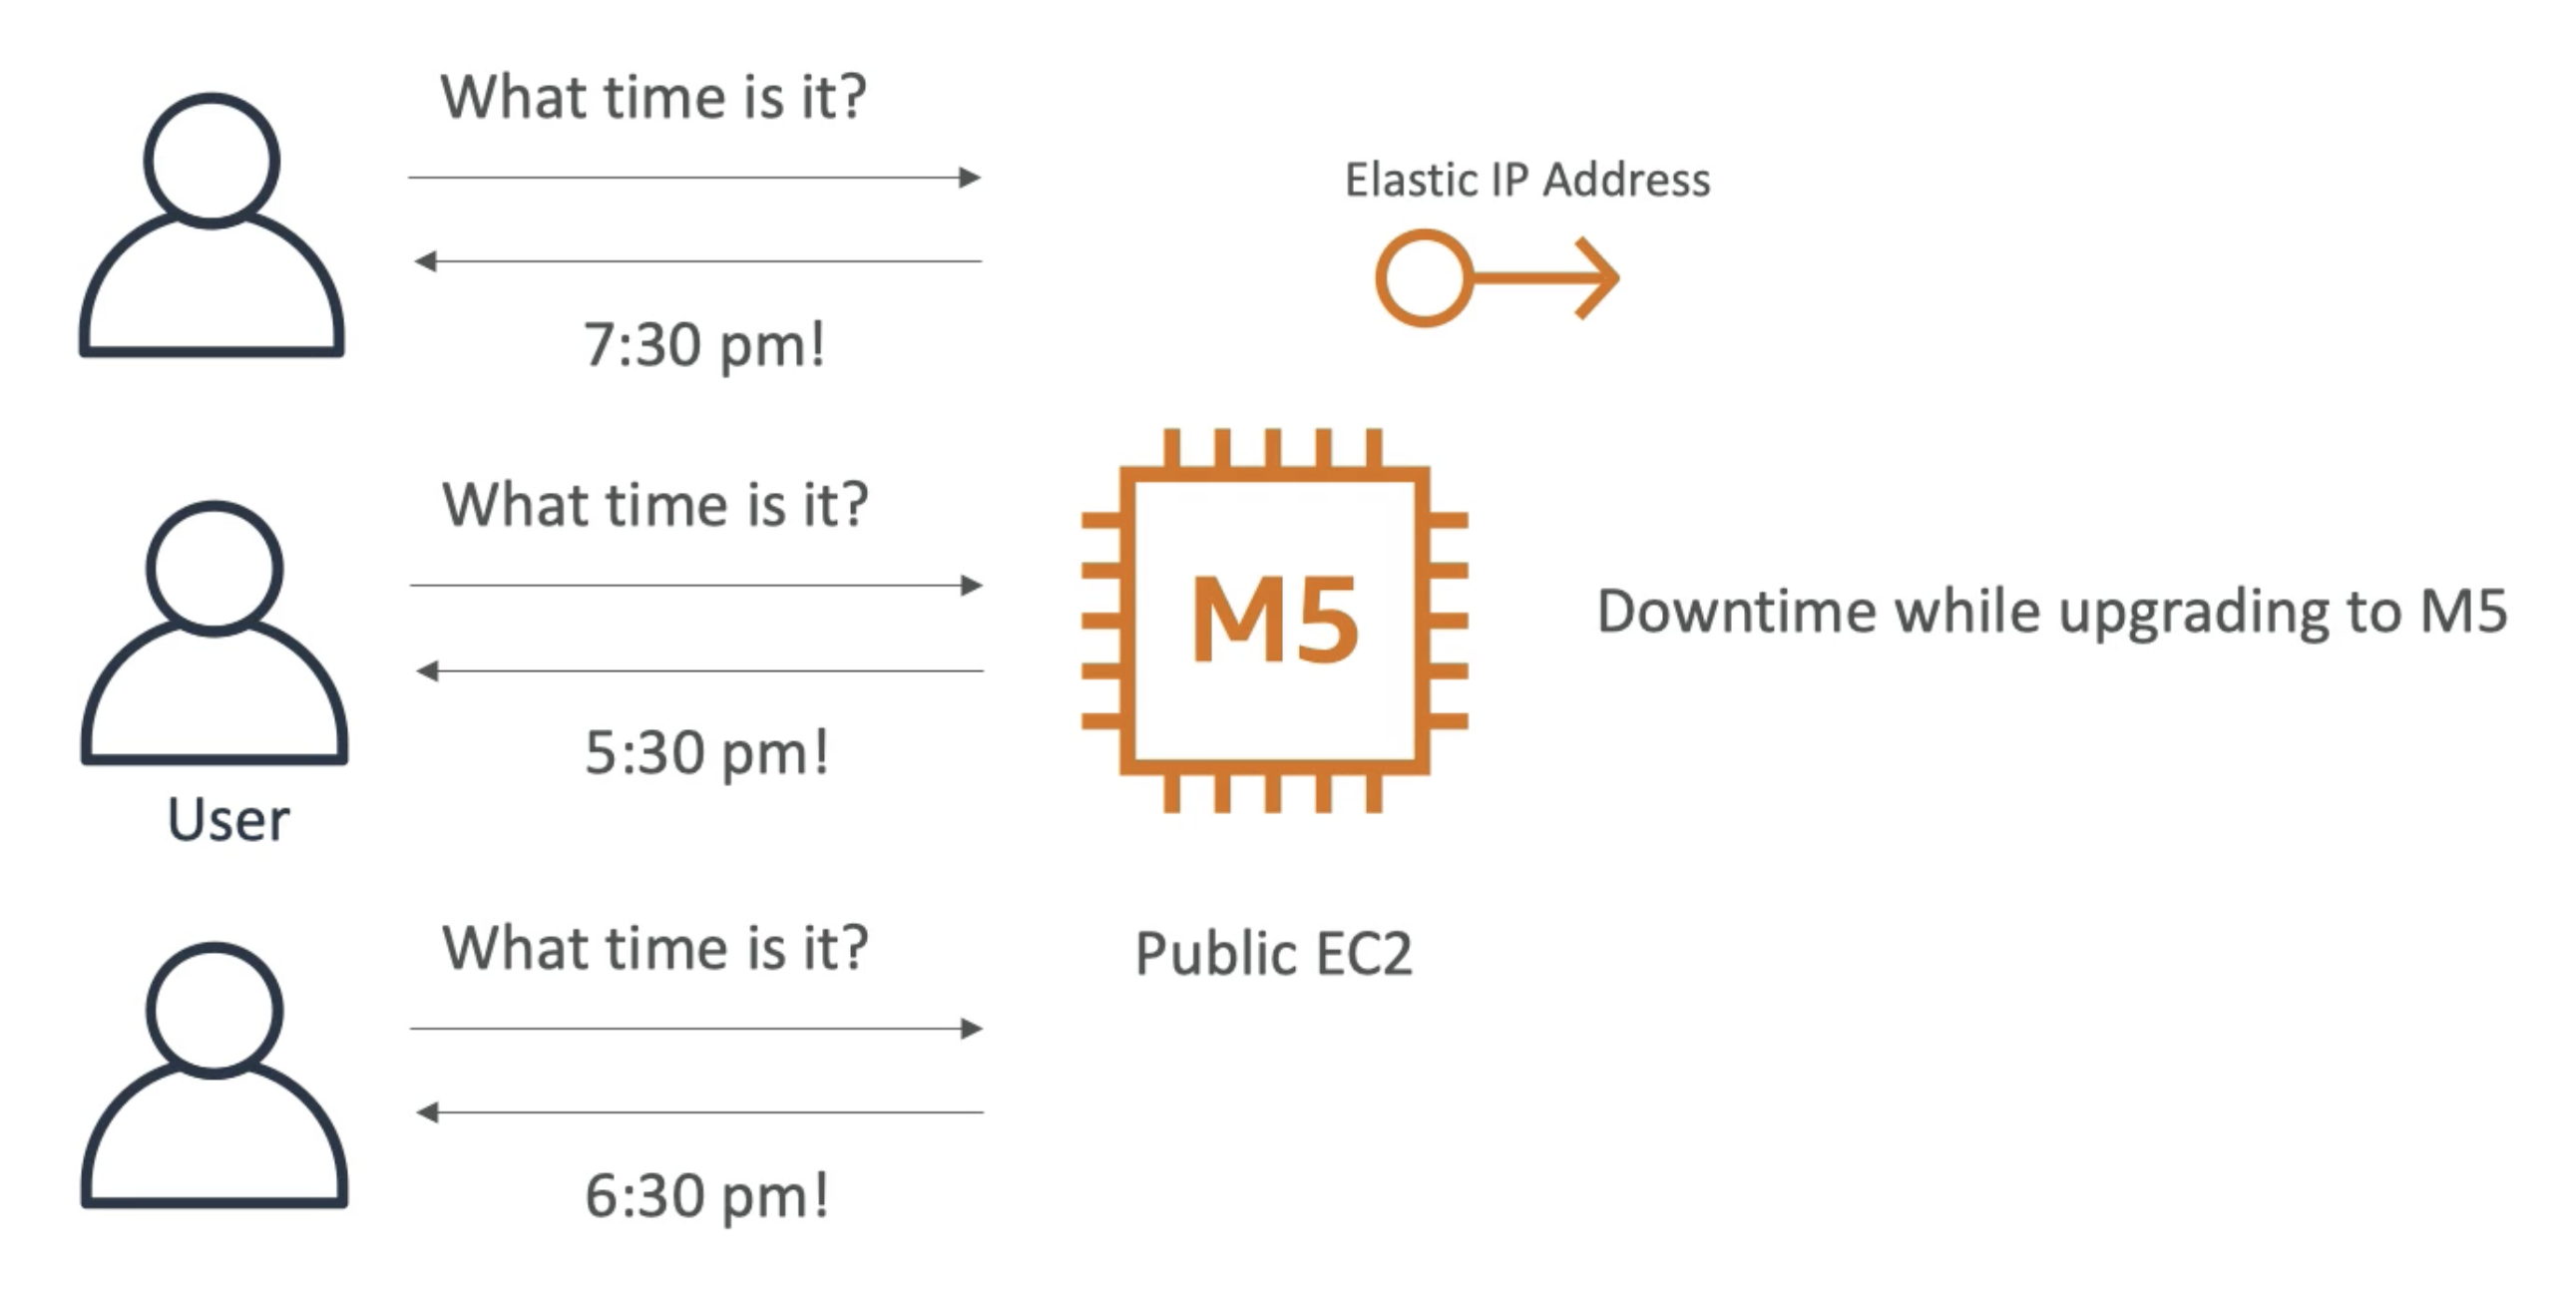 What time is it?
Elastic IP Address
7:30 pm!
What time is it?
M5
Downtime while upgrading to M5
5:30 pm!
User
What time is it?
Public EC2
6:30 pm!